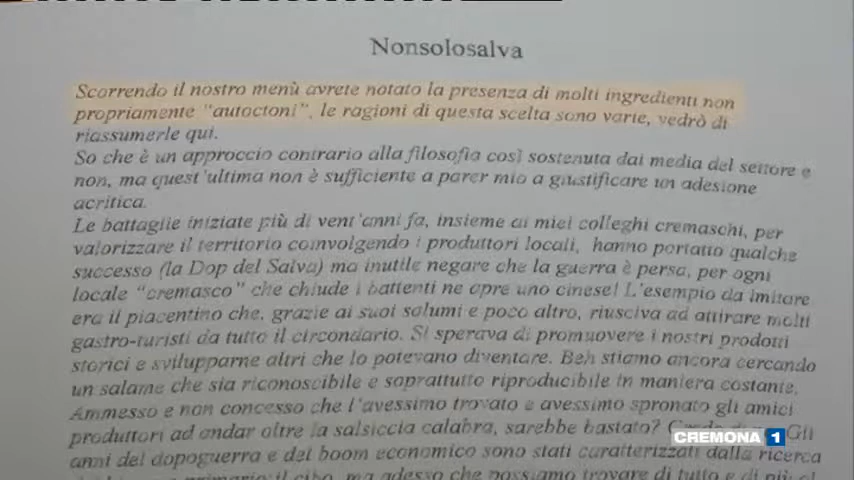 Nonsolosalva
Scorrendo il nostro menù avrete notato la presenza di molti ingredienti non
propriamente "autoctoni", le ragioni di questa scelta sono varie, vedrò di
riassumerle qui.
So che è un approccio contrario alla filosofia così sostenuta dai media del settore e
non, ma quest'ultima non è sufficiente a parer mio a giustificare un adesione
acritica.
Le battaglie iniziate più di vent'anni fa, insieme ai miei colleghi cremaschi, per
valorizzare il territorio coinvolgendo i produttori locali, hanno portatto qualche
successo (la Dop del Salva) ma inutile negare che la guerra è persa, per ogni
locale "cremasco" che chiude i battenti ne apre uno cinese! L'esempio da imitare
era il piacentino che, grazie ai suoi salumi e poco altro, riusciva ad attirare molti
gastro-turisti da tutto il circondario. Si sperava di promuovere i nostri prodotti
storici e svilupparne altri che lo potevano diventare. Beh stiamo ancora cercando
un salame che sia riconoscibile e soprattutto riproducibile in maniera costante.
Ammesso e non concesso che l'avessimo trovato e avessimo spronato gli amici
produttori ad andar oltre la salsiccia calabra, sarebbe bastato? Gli
anni del dopoguerra e del boom economico sono stati caratterizzati dalla ricerca
primario: il cibo, ma adesso che possiamo trovare di tutto e di più
CREMONA 1